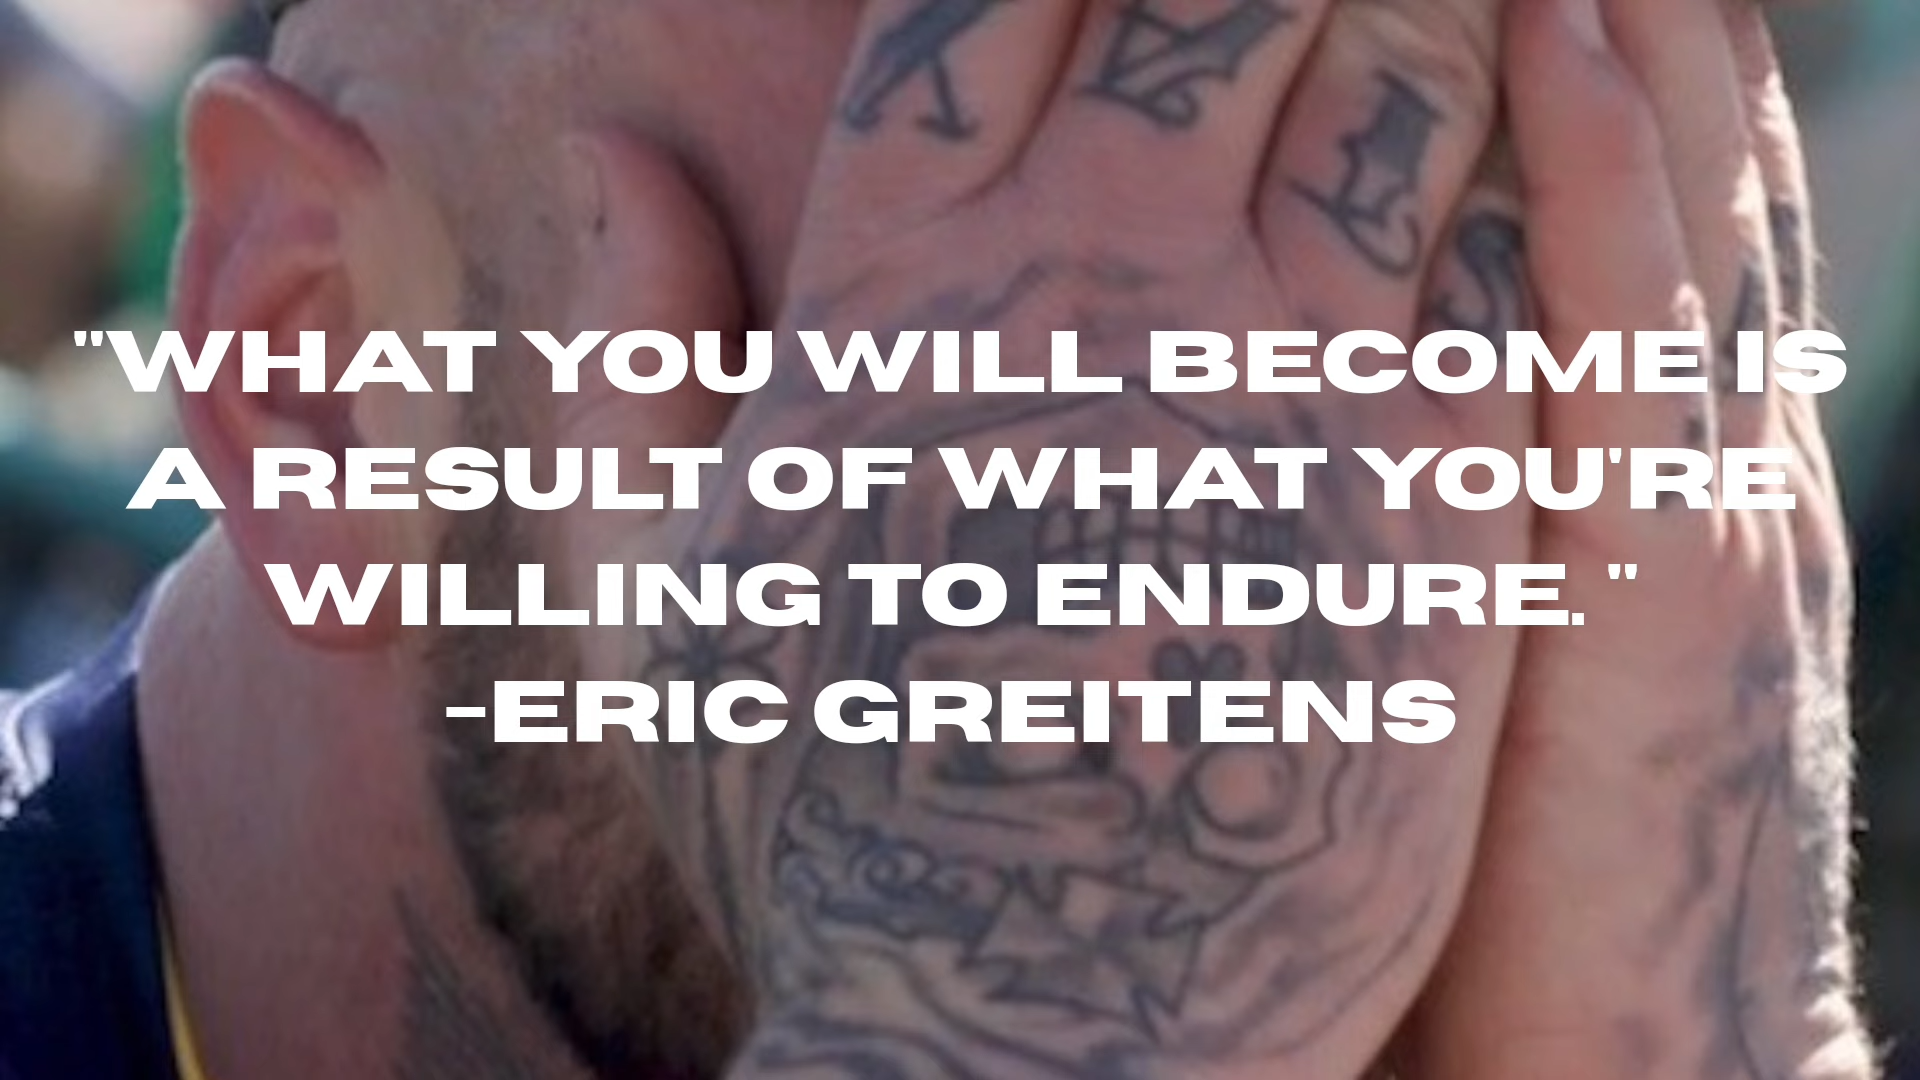 "WHAT YOU WILL BECOME IS
A RESULT OF WHAT YOU'RE
WILLING TO ENDURE. "
-ERIC GREITENS